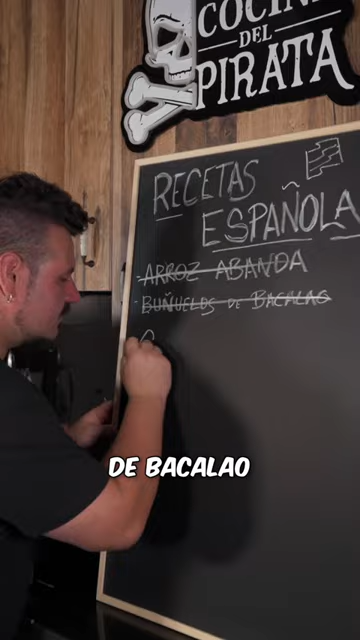 COCINA
DEL
PIRATA
RECETAS
ESPAÑOLA
- ARROZ ABANDA
- BUÑUELOS DE BACALAO
DE BACALAO